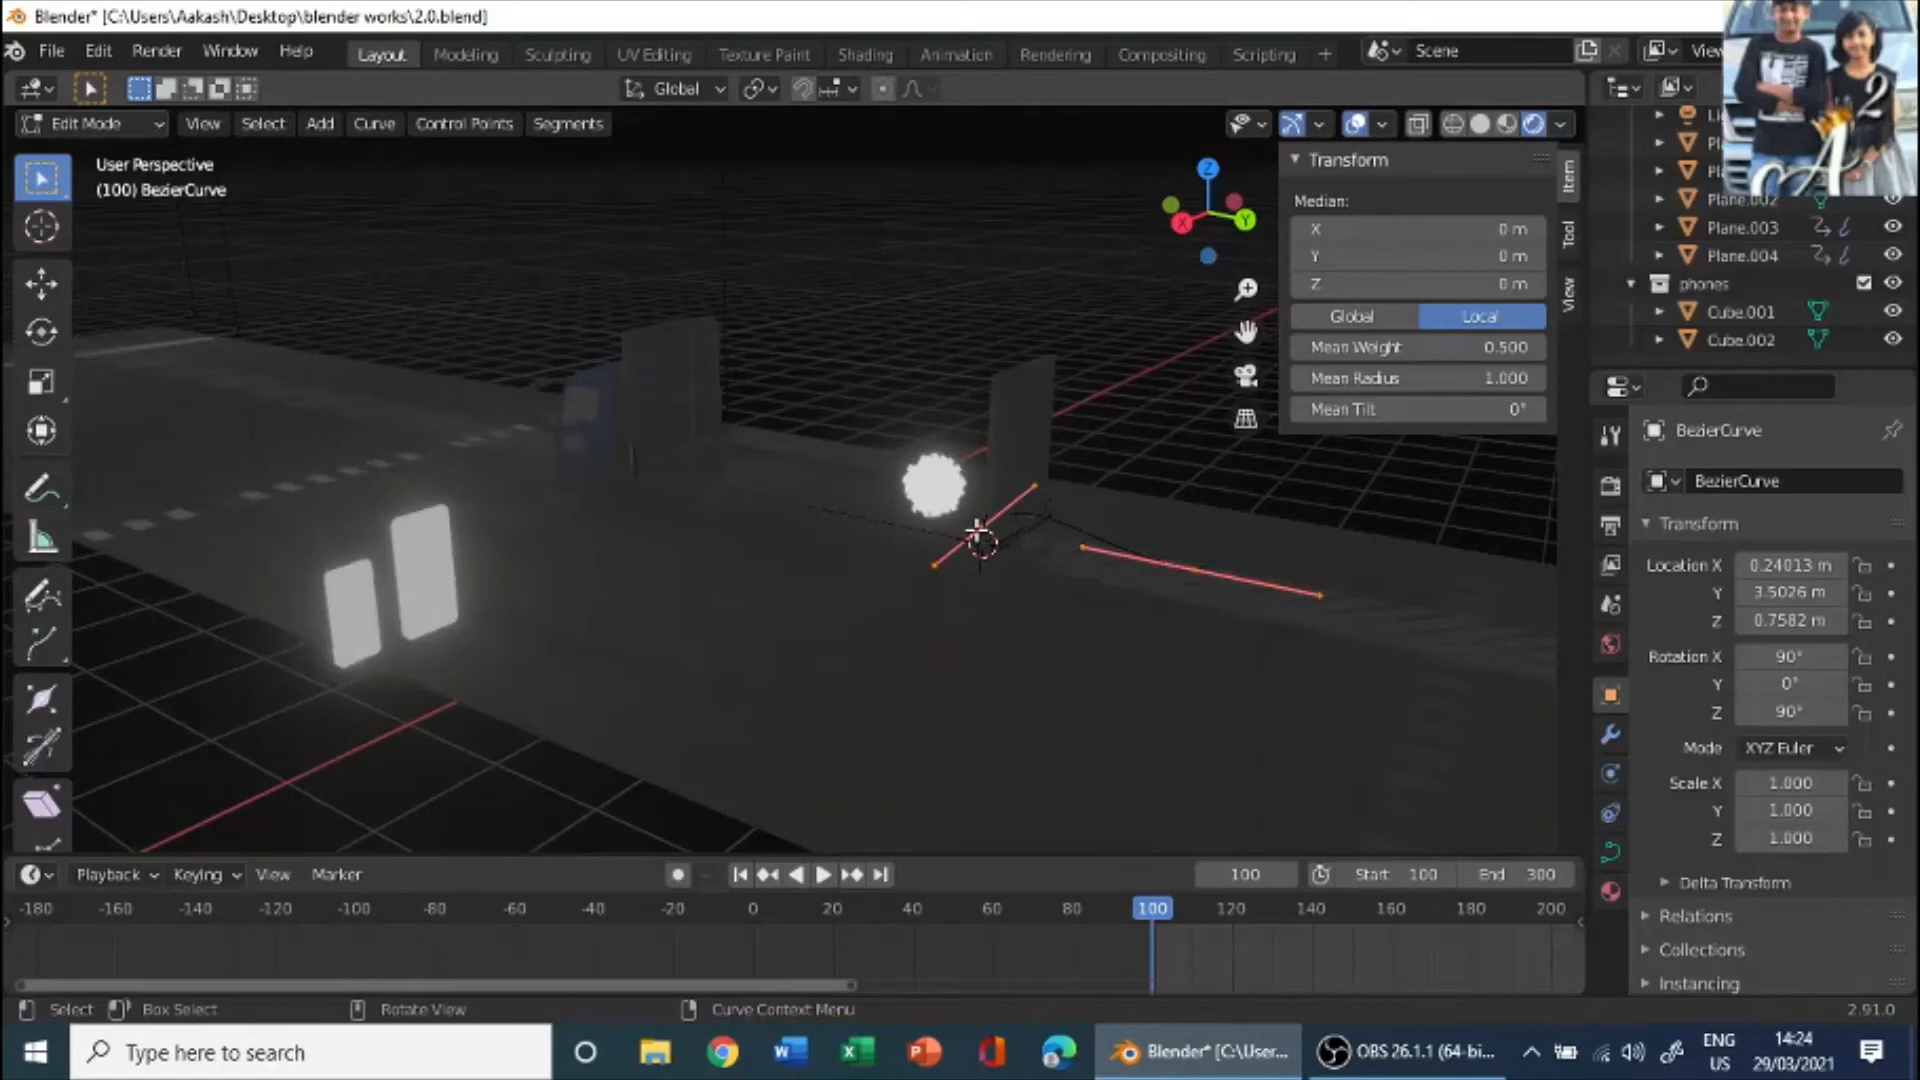 Blender* [C:\Users\Aakash\Desktop\blender works\2.0.blend]
File Edit Render Window Help Layout Modeling Sculpting UV Editing Texture Paint Shading Animation Rendering Compositing Scripting Scene
Global
Edit Mode View Select Add Curve Control Points Segments
User Perspective
(100) BezierCurve
Z
X
Y
Transform
Median:
X 0 m
Y 0 m
Z 0 m
Global Local
Mean Weight 0.500
Mean Radius 1.000
Mean Tilt 0°
Item
Tool
View
A2
A
Plane.002
Plane.003
Plane.004
phones
Cube.001
Cube.002
BezierCurve
BezierCurve
Transform
Location X 0.24013 m
Y 3.5026 m
Z 0.7582 m
Rotation X 90°
Y 0°
Z 90°
Mode XYZ Euler
Scale X 1.000
Y 1.000
Z 1.000
Delta Transform
Relations
Collections
Instancing
Playback Keying View Marker 100 Start 100 End 300
-180 -160 -140 -120 -100 -80 -60 -40 -20 0 20 40 60 80 100 120 140 160 180 200
Select Box Select Rotate View Curve Context Menu 2.91.0
Type here to search
Blender* [C:\User...
OBS 26.1.1 (64-bi...
ENG
US
14:24
29/03/2021